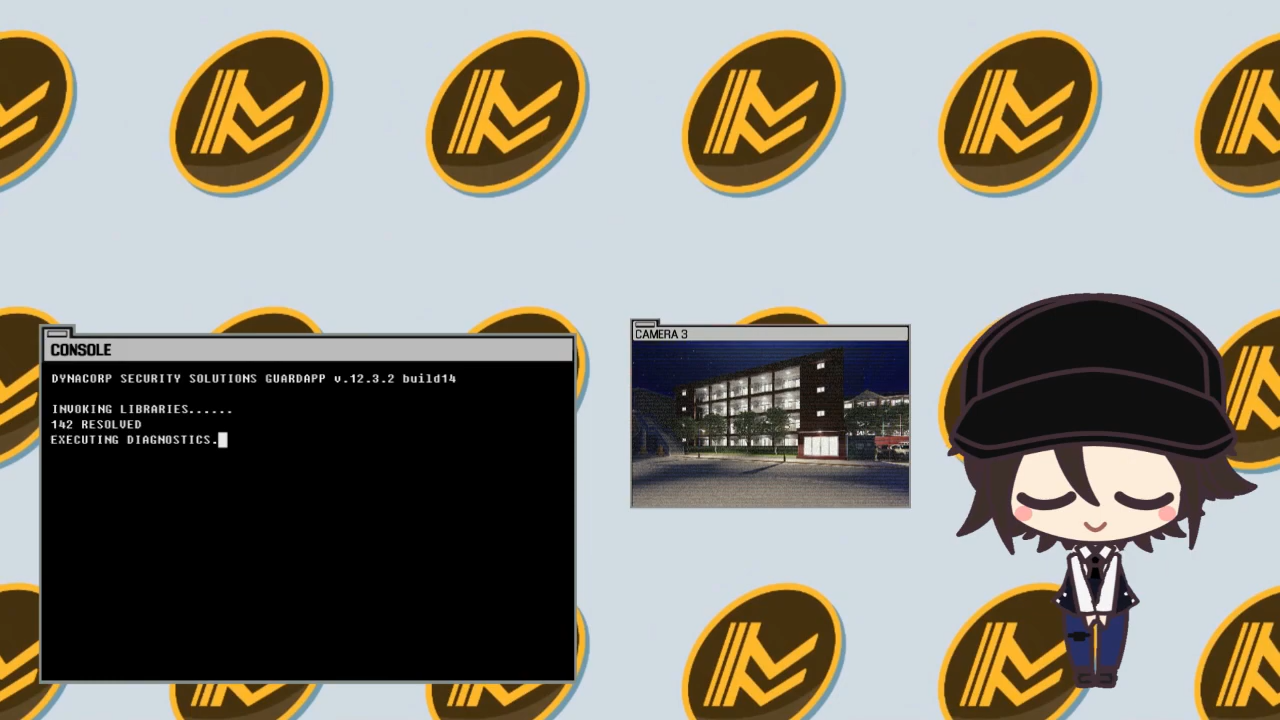 CONSOLE
DYNACORP SECURITY SOLUTIONS GUARDAPP v.12.3.2 build14
INVOKING LIBRARIES......
142 RESOLVED
EXECUTING DIAGNOSTICS.
CAMERA 3